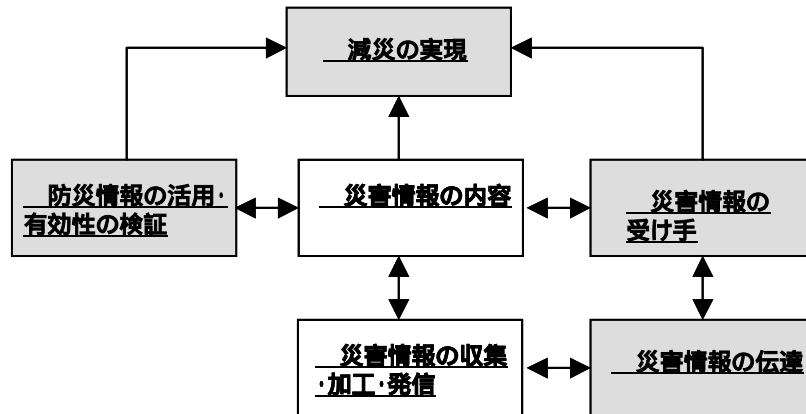 減災の実現
防災情報の活用・
有効性の検証
災害情報の内容
災害情報の
受け手
災害情報の収集
・加工・発信
災害情報の伝達